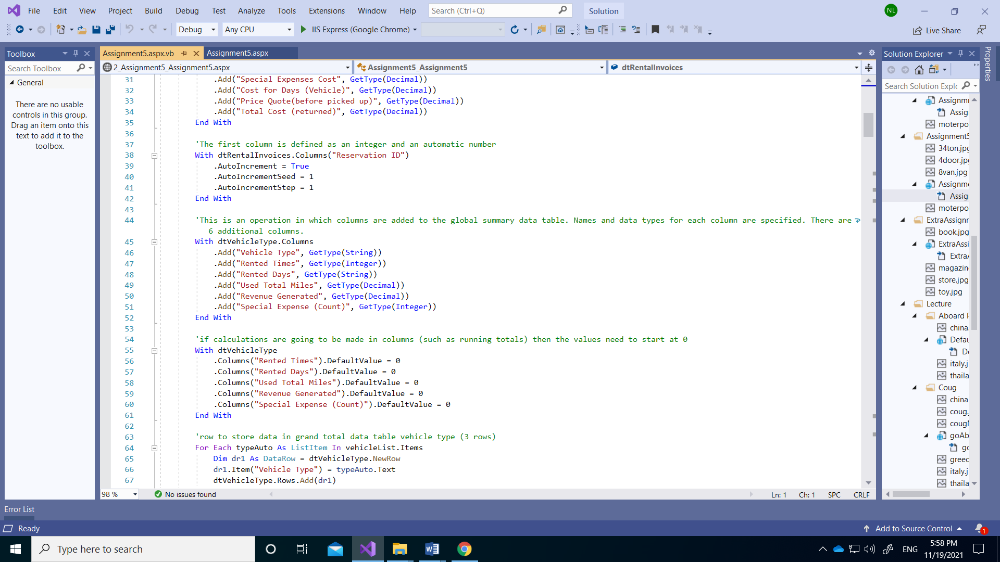 File Edit View Project Build Debug Test Analyze Tools Extensions Window Help Search (Ctrl+Q) Solution NL
Debug Any CPU IIS Express (Google Chrome) Live Share
Toolbox
Search Toolbox
General
There are no usable
controls in this group.
Drag an item onto this
text to add it to the
toolbox.
Assignment5.aspx.vb Assignment5.aspx
2_Assignment5_Assignment5.aspx Assignment5_Assignment5 dtRentalInvoices
31 .Add("Special Expenses Cost", GetType(Decimal))
32 .Add("Cost for Days (Vehicle)", GetType(Decimal))
33 .Add("Price Quote(before picked up)", GetType(Decimal))
34 .Add("Total Cost (returned)", GetType(Decimal))
35 End With
36
37 'The first column is defined as an integer and an automatic number
38 With dtRentalInvoices.Columns("Reservation ID")
39 .AutoIncrement = True
40 .AutoIncrementSeed = 1
41 .AutoIncrementStep = 1
42 End With
43
44 'This is an operation in which columns are added to the global summary data table. Names and data types for each column are specified. There are
6 additional columns.
45 With dtVehicleType.Columns
46 .Add("Vehicle Type", GetType(String))
47 .Add("Rented Times", GetType(Integer))
48 .Add("Rented Days", GetType(String))
49 .Add("Used Total Miles", GetType(Decimal))
50 .Add("Revenue Generated", GetType(Decimal))
51 .Add("Special Expense (Count)", GetType(Integer))
52 End With
53
54 'if calculations are going to be made in columns (such as running totals) then the values need to start at 0
55 With dtVehicleType
56 .Columns("Rented Times").DefaultValue = 0
57 .Columns("Rented Days").DefaultValue = 0
58 .Columns("Used Total Miles").DefaultValue = 0
59 .Columns("Revenue Generated").DefaultValue = 0
60 .Columns("Special Expense (Count)").DefaultValue = 0
61 End With
62
63 'row to store data in grand total data table vehicle type (3 rows)
64 For Each typeAuto As ListItem In vehicleList.Items
65 Dim dr1 As DataRow = dtVehicleType.NewRow
66 dr1.Item("Vehicle Type") = typeAuto.Text
67 dtVehicleType.Rows.Add(dr1)
98 % No issues found Ln: 1 Ch: 1 SPC CRLF
Solution Explorer
Search Solution Explo
Assignm
Assig
moterpo
Assignment5
34ton.jpg
4door.jp
8van.jpg
Assignm
Assig
moterpo
ExtraAssignm
book.jpg
ExtraAssi
ExtraA
magazin
store.jpg
toy.jpg
Lecture
Aboard P
china
Defau
De
italy.j
thaila
Coug
china
coug.
cougl
goAb
go
greec
italy.j
thaila
Properties
Error List
Ready Add to Source Control 1
Type here to search ENG 5:58 PM
11/19/2021